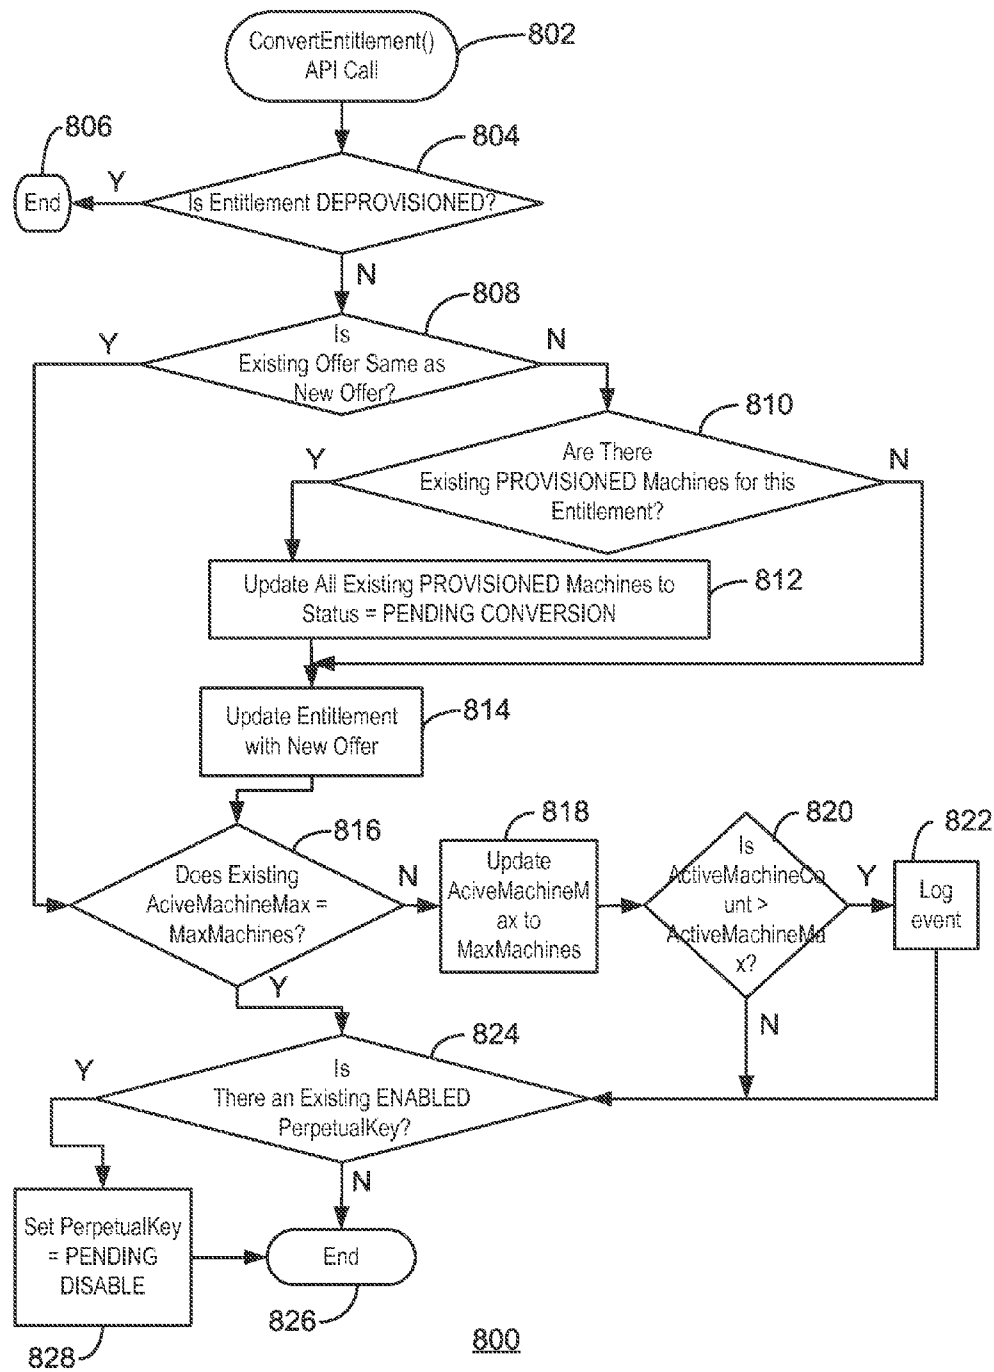 ConvertEntitlement()
API Call
802
806
804
Y
End
Is Entitlement DEPROVISIONED?
N
808
Y
Is
Existing Offer Same as
New Offer?
N
810
Y
Are There
Existing PROVISIONED Machines for this
Entitlement?
N
Update All Existing PROVISIONED Machines to
Status = PENDING CONVERSION
812
Update Entitlement
with New Offer
814
816
Does Existing
AciveMachineMax =
MaxMachines?
N
818
Update
AciveMachineM
ax to
MaxMachines
820
Is
ActiveMachineCo
unt >
ActiveMachineMa
x?
Y
822
Log
event
Y
N
824
Y
Is
There an Existing ENABLED
PerpetualKey?
N
Set PerpetualKey
= PENDING
DISABLE
End
826
828
800